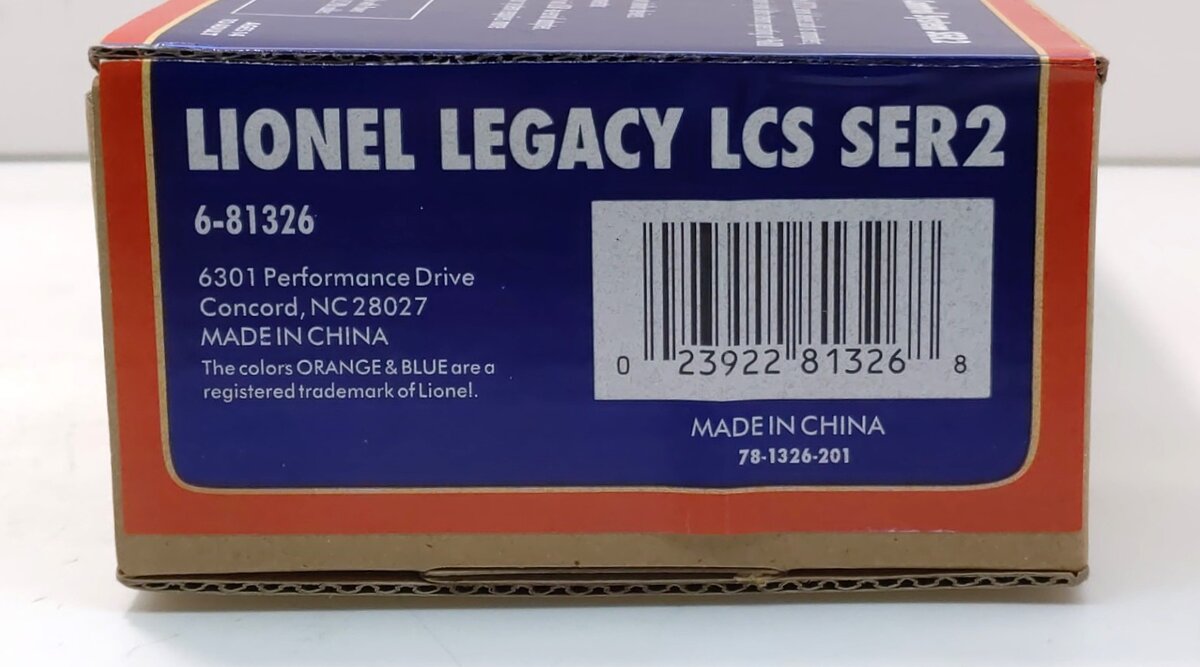 LIONEL LEGACY LCS SER2
6-81326
6301 Performance Drive
Concord, NC 28027
MADE IN CHINA
The colors ORANGE & BLUE are a
registered trademark of Lionel.
0 23922 81326 8
MADE IN CHINA
78-1326-201